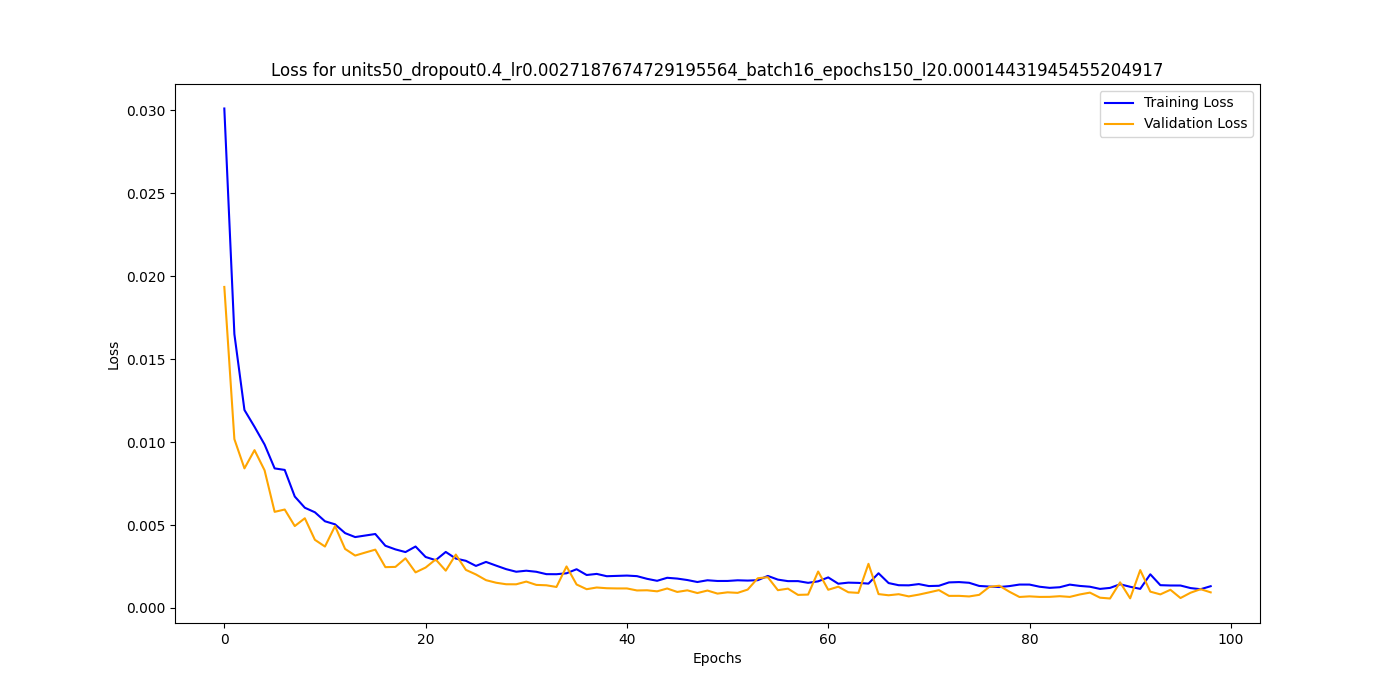 Loss for units50_dropout0.4_lr0.0027187674729195564_batch16_epochs150_l20.00014431945455204917
Training Loss
Validation Loss
0.030
0.025
0.020
0.015
0.010
0.005
0.000
Loss
0 20 40 60 80 100
Epochs